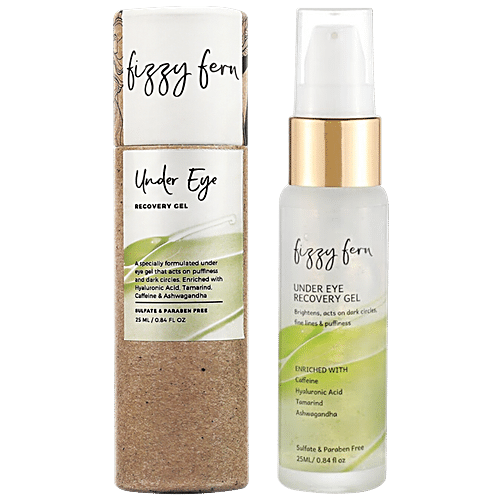 fizzy fern
Under Eye
RECOVERY GEL
A specially formulated under
eye gel that acts on puffiness
and dark circles. Enriched with
Hyaluronic Acid, Tamarind,
Caffeine & Ashwagandha
SULFATE & PARABEN FREE
25 ML / 0.84 FL OZ
fizzy fern
UNDER EYE
RECOVERY GEL
Brightens, acts on dark circles,
fine lines & puffiness
ENRICHED WITH
Caffeine
Hyaluronic Acid
Tamarind
Ashwagandha
Sulfate & Paraben Free
25ML/ 0.84 fl oz